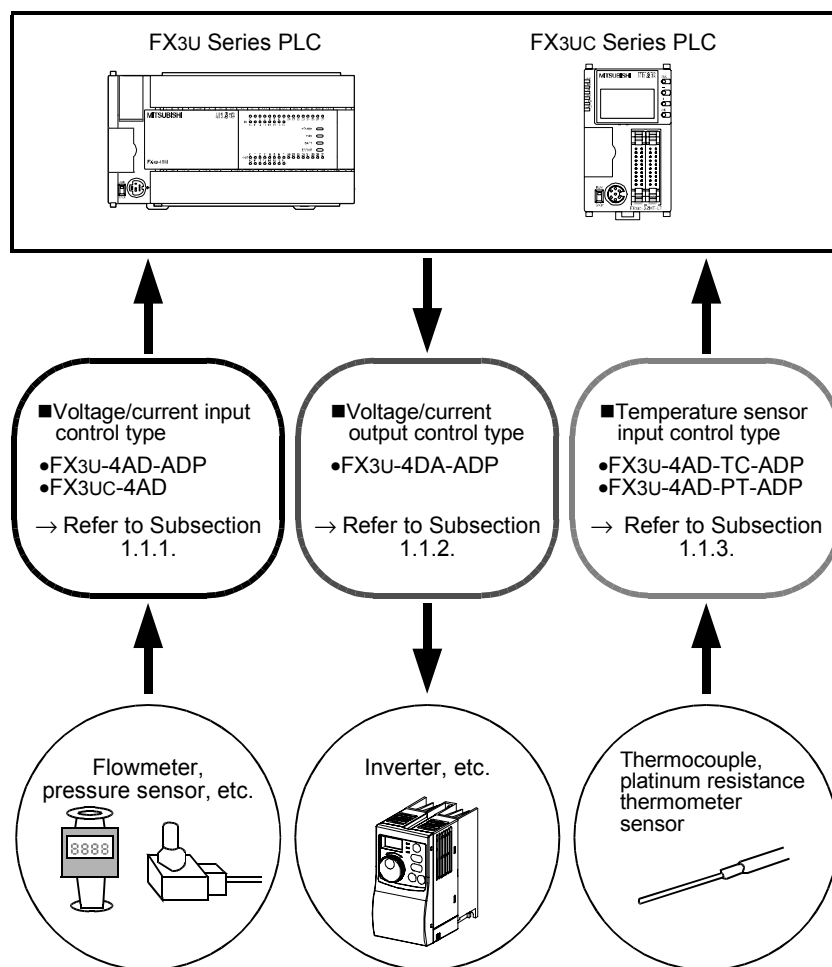 FX3U Series PLC
FX3UC Series PLC
MITSUBISHI
MITSUBISHI
■Voltage/current input
control type
•FX3U-4AD-ADP
•FX3UC-4AD
→ Refer to Subsection
1.1.1.
■Voltage/current
output control type
•FX3U-4DA-ADP
→ Refer to Subsection
1.1.2.
■Temperature sensor
input control type
•FX3U-4AD-TC-ADP
•FX3U-4AD-PT-ADP
→ Refer to Subsection
1.1.3.
Flowmeter,
pressure sensor, etc.
8888
Inverter, etc.
Thermocouple,
platinum resistance
thermometer
sensor